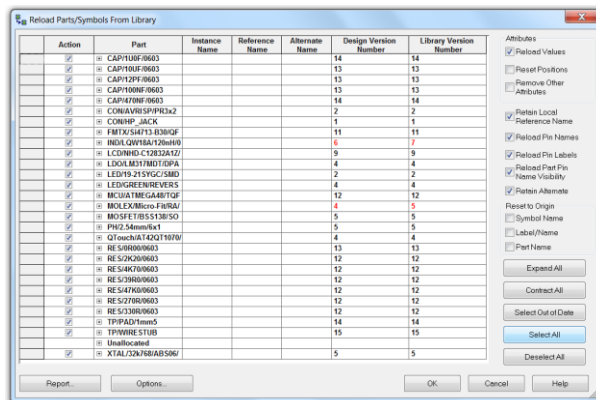 Reload Parts/Symbols From Library
Action Part Instance Name Reference Name Alternate Name Design Version Number Library Version Number
CAP/1U0F/0603 14 14
CAP/10UF/0603 13 13
CAP/12PF/0603 13 13
CAP/100NF/0603 13 13
CAP/470NF/0603 14 14
CON/AVRISP/PR3x2 2 2
CON/HP_JACK 1 1
FMTX/Si4713-B30/QF 11 11
IND/LQW18A/120nH/0 6 7
LCD/NHD-C12832A1Z/ 9 9
LDO/LM317MDT/DPA 4 4
LED/19-21SYGC/SMD 2 2
LED/GREEN/REVERS 4 4
MCU/ATMEGA48/TQF 12 12
MOLEX/Micro-Fit/RA/ 4 5
MOSFET/BSS138/SO 5 5
PH/2.54mm/6x1 5 5
QTouch/AT42QT1070/ 4 4
RES/0R00/0603 13 13
RES/2K20/0603 12 12
RES/4K70/0603 12 12
RES/39R0/0603 12 12
RES/47K0/0603 12 12
RES/270R/0603 12 12
RES/330R/0603 12 12
TP/PAD/1mm5 14 14
TP/WIRESTUB 15 15
Unallocated
XTAL/32k768/ABS06/ 5 5
Attributes
Reload Values
Reset Positions
Remove Other Attributes
Retain Local Reference Name
Reload Pin Names
Reload Pin Labels
Reload Part Pin Name Visibility
Retain Alternate
Reset to Origin
Symbol Name
Label/Name
Part Name
Expand All
Contract All
Select Out of Date
Select All
Deselect All
Report... Options... OK Cancel Help